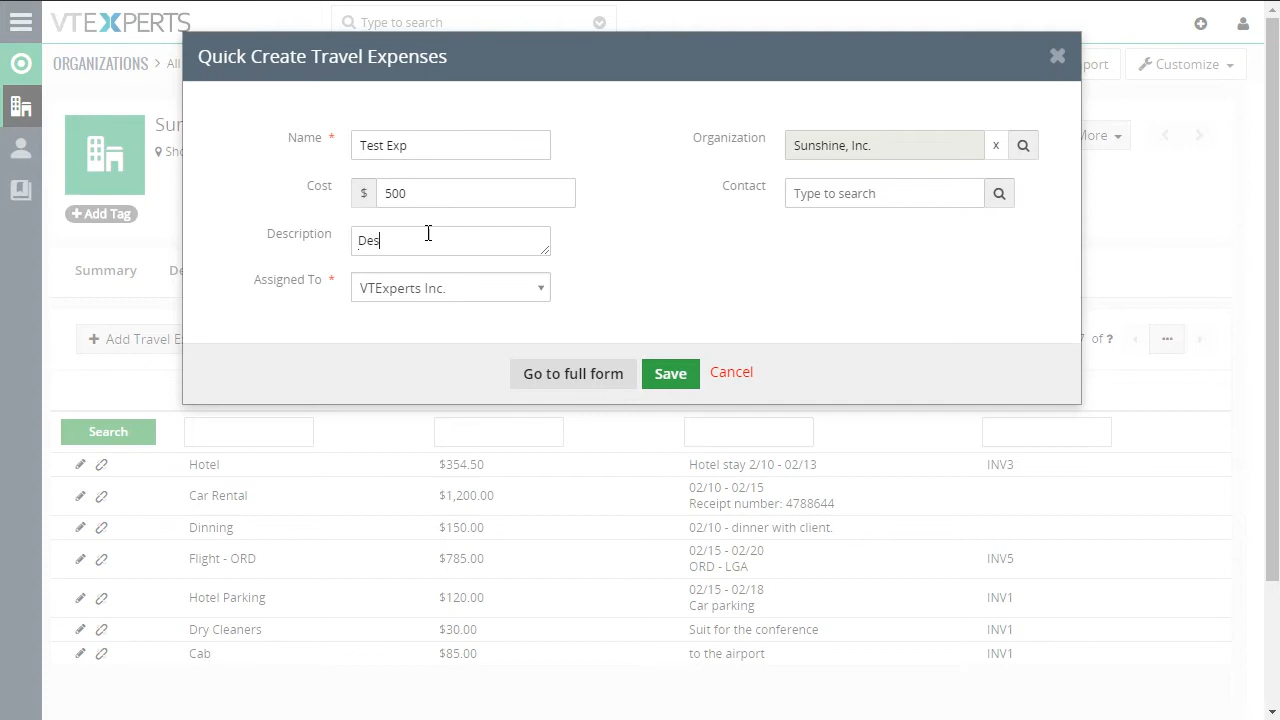 VTEXPERTS
Type to search
ORGANIZATIONS > All
port
Customize
Quick Create Travel Expenses
Name *
Test Exp
Organization
Sunshine, Inc.
x
Cost
$
500
Contact
Type to search
Description
Des
Assigned To *
VTExperts Inc.
Go to full form
Save
Cancel
Sun
Sho
More
+ Add Tag
Summary
De
+ Add Travel E
7 of ?
Search
Hotel
$354.50
Hotel stay 2/10 - 02/13
INV3
Car Rental
$1,200.00
02/10 - 02/15
Receipt number: 4788644
Dinning
$150.00
02/10 - dinner with client.
Flight - ORD
$785.00
02/15 - 02/20
ORD - LGA
INV5
Hotel Parking
$120.00
02/15 - 02/18
Car parking
INV1
Dry Cleaners
$30.00
Suit for the conference
INV1
Cab
$85.00
to the airport
INV1